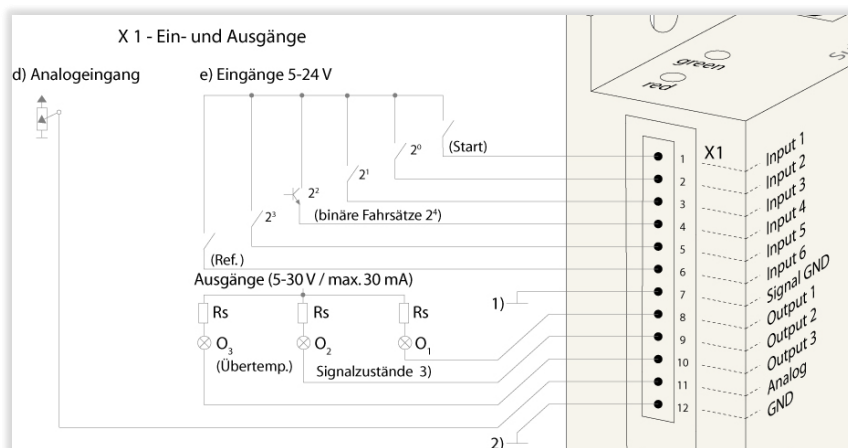 X 1 - Ein- und Ausgänge
d) Analogeingang
e) Eingänge 5-24 V
green
red
(Start)
2⁰
2¹
2²
2³
(binäre Fahrsätze 2⁴)
(Ref.)
Ausgänge (5-30 V / max. 30 mA)
Rs
Rs
Rs
O₃
O₂
O₁
(Übertemp.)
Signalzustände 3)
1)
2)
X1
1
2
3
4
5
6
7
8
9
10
11
12
Input 1
Input 2
Input 3
Input 4
Input 5
Input 6
Signal GND
Output 1
Output 2
Output 3
Analog
GND